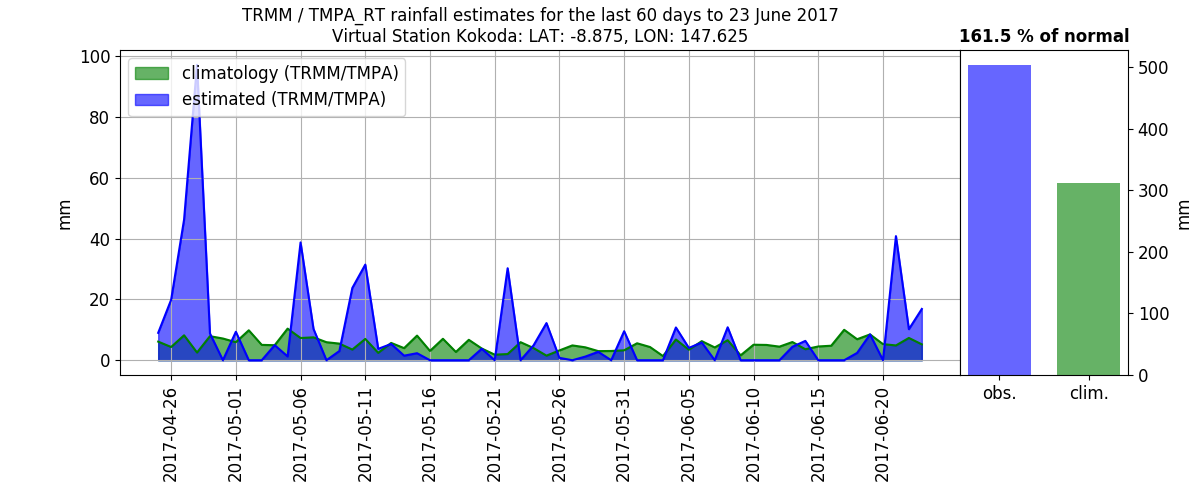 TRMM / TMPA_RT rainfall estimates for the last 60 days to 23 June 2017
Virtual Station Kokoda: LAT: -8.875, LON: 147.625
161.5 % of normal
climatology (TRMM/TMPA)
estimated (TRMM/TMPA)
100
80
60
40
20
0
mm
2017-04-26
2017-05-01
2017-05-06
2017-05-11
2017-05-16
2017-05-21
2017-05-26
2017-05-31
2017-06-05
2017-06-10
2017-06-15
2017-06-20
500
400
300
200
100
0
mm
obs.
clim.